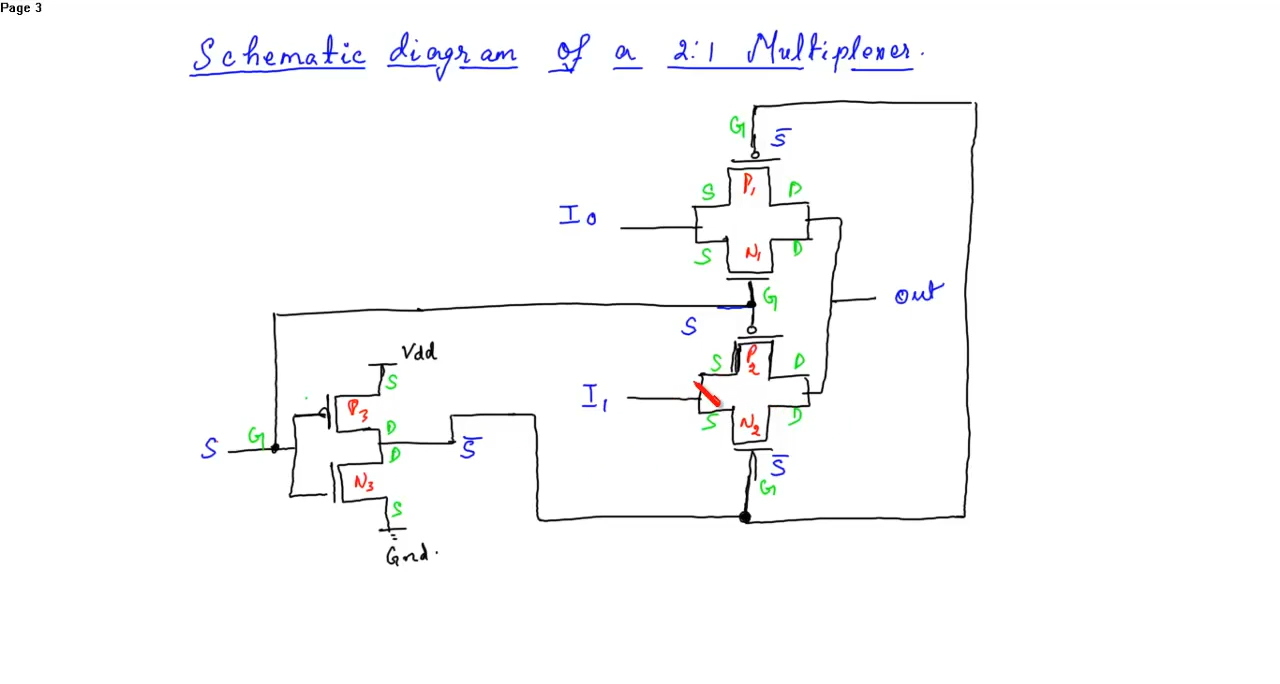 Page 3
Schematic diagram of a 2:1 Multiplexer.
G S̅
P₁
S D
I₀
N₁
S D
G
S
out
Vdd
S
P₂
S D
I₁
P₃
S D
N₂
G
D
S S̅
D
S̅
N₃
G
S
Gnd.